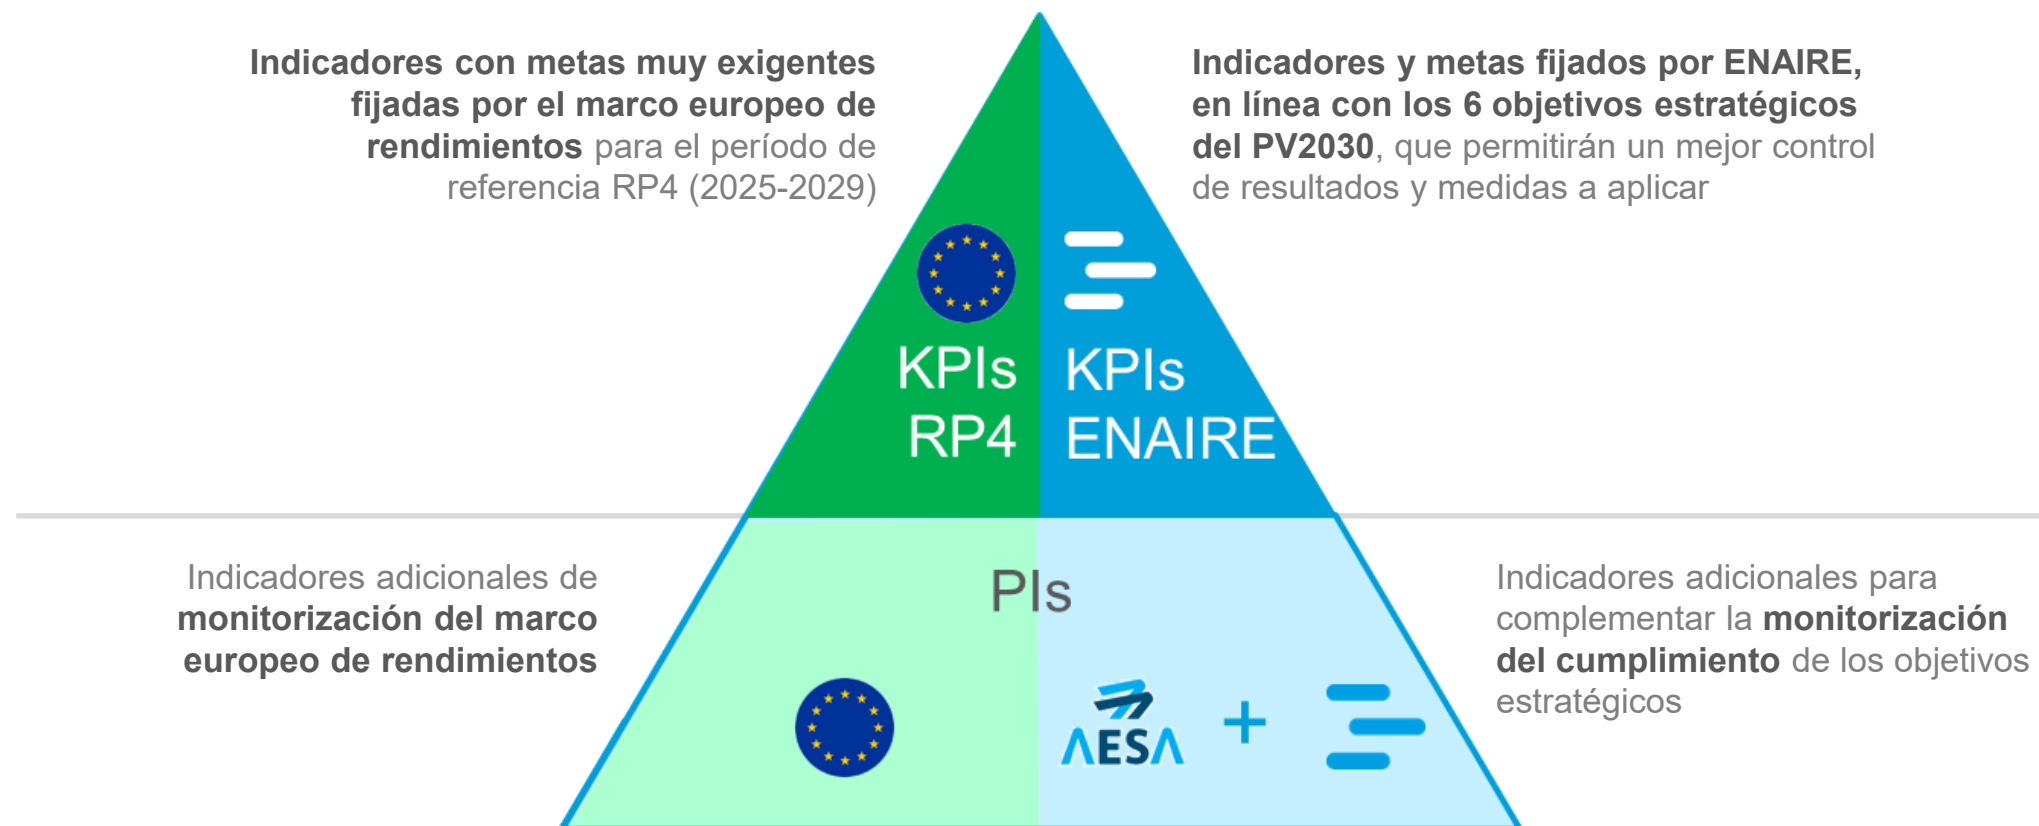 Indicadores con metas muy exigentes
fijadas por el marco europeo de
rendimientos para el período de
referencia RP4 (2025-2029)
Indicadores y metas fijados por ENAIRE,
en línea con los 6 objetivos estratégicos
del PV2030, que permitirán un mejor control
de resultados y medidas a aplicar
KPIs
RP4
KPIs
ENAIRE
Indicadores adicionales de
monitorización del marco
europeo de rendimientos
PIs
AESA +
Indicadores adicionales para
complementar la monitorización
del cumplimiento de los objetivos
estratégicos